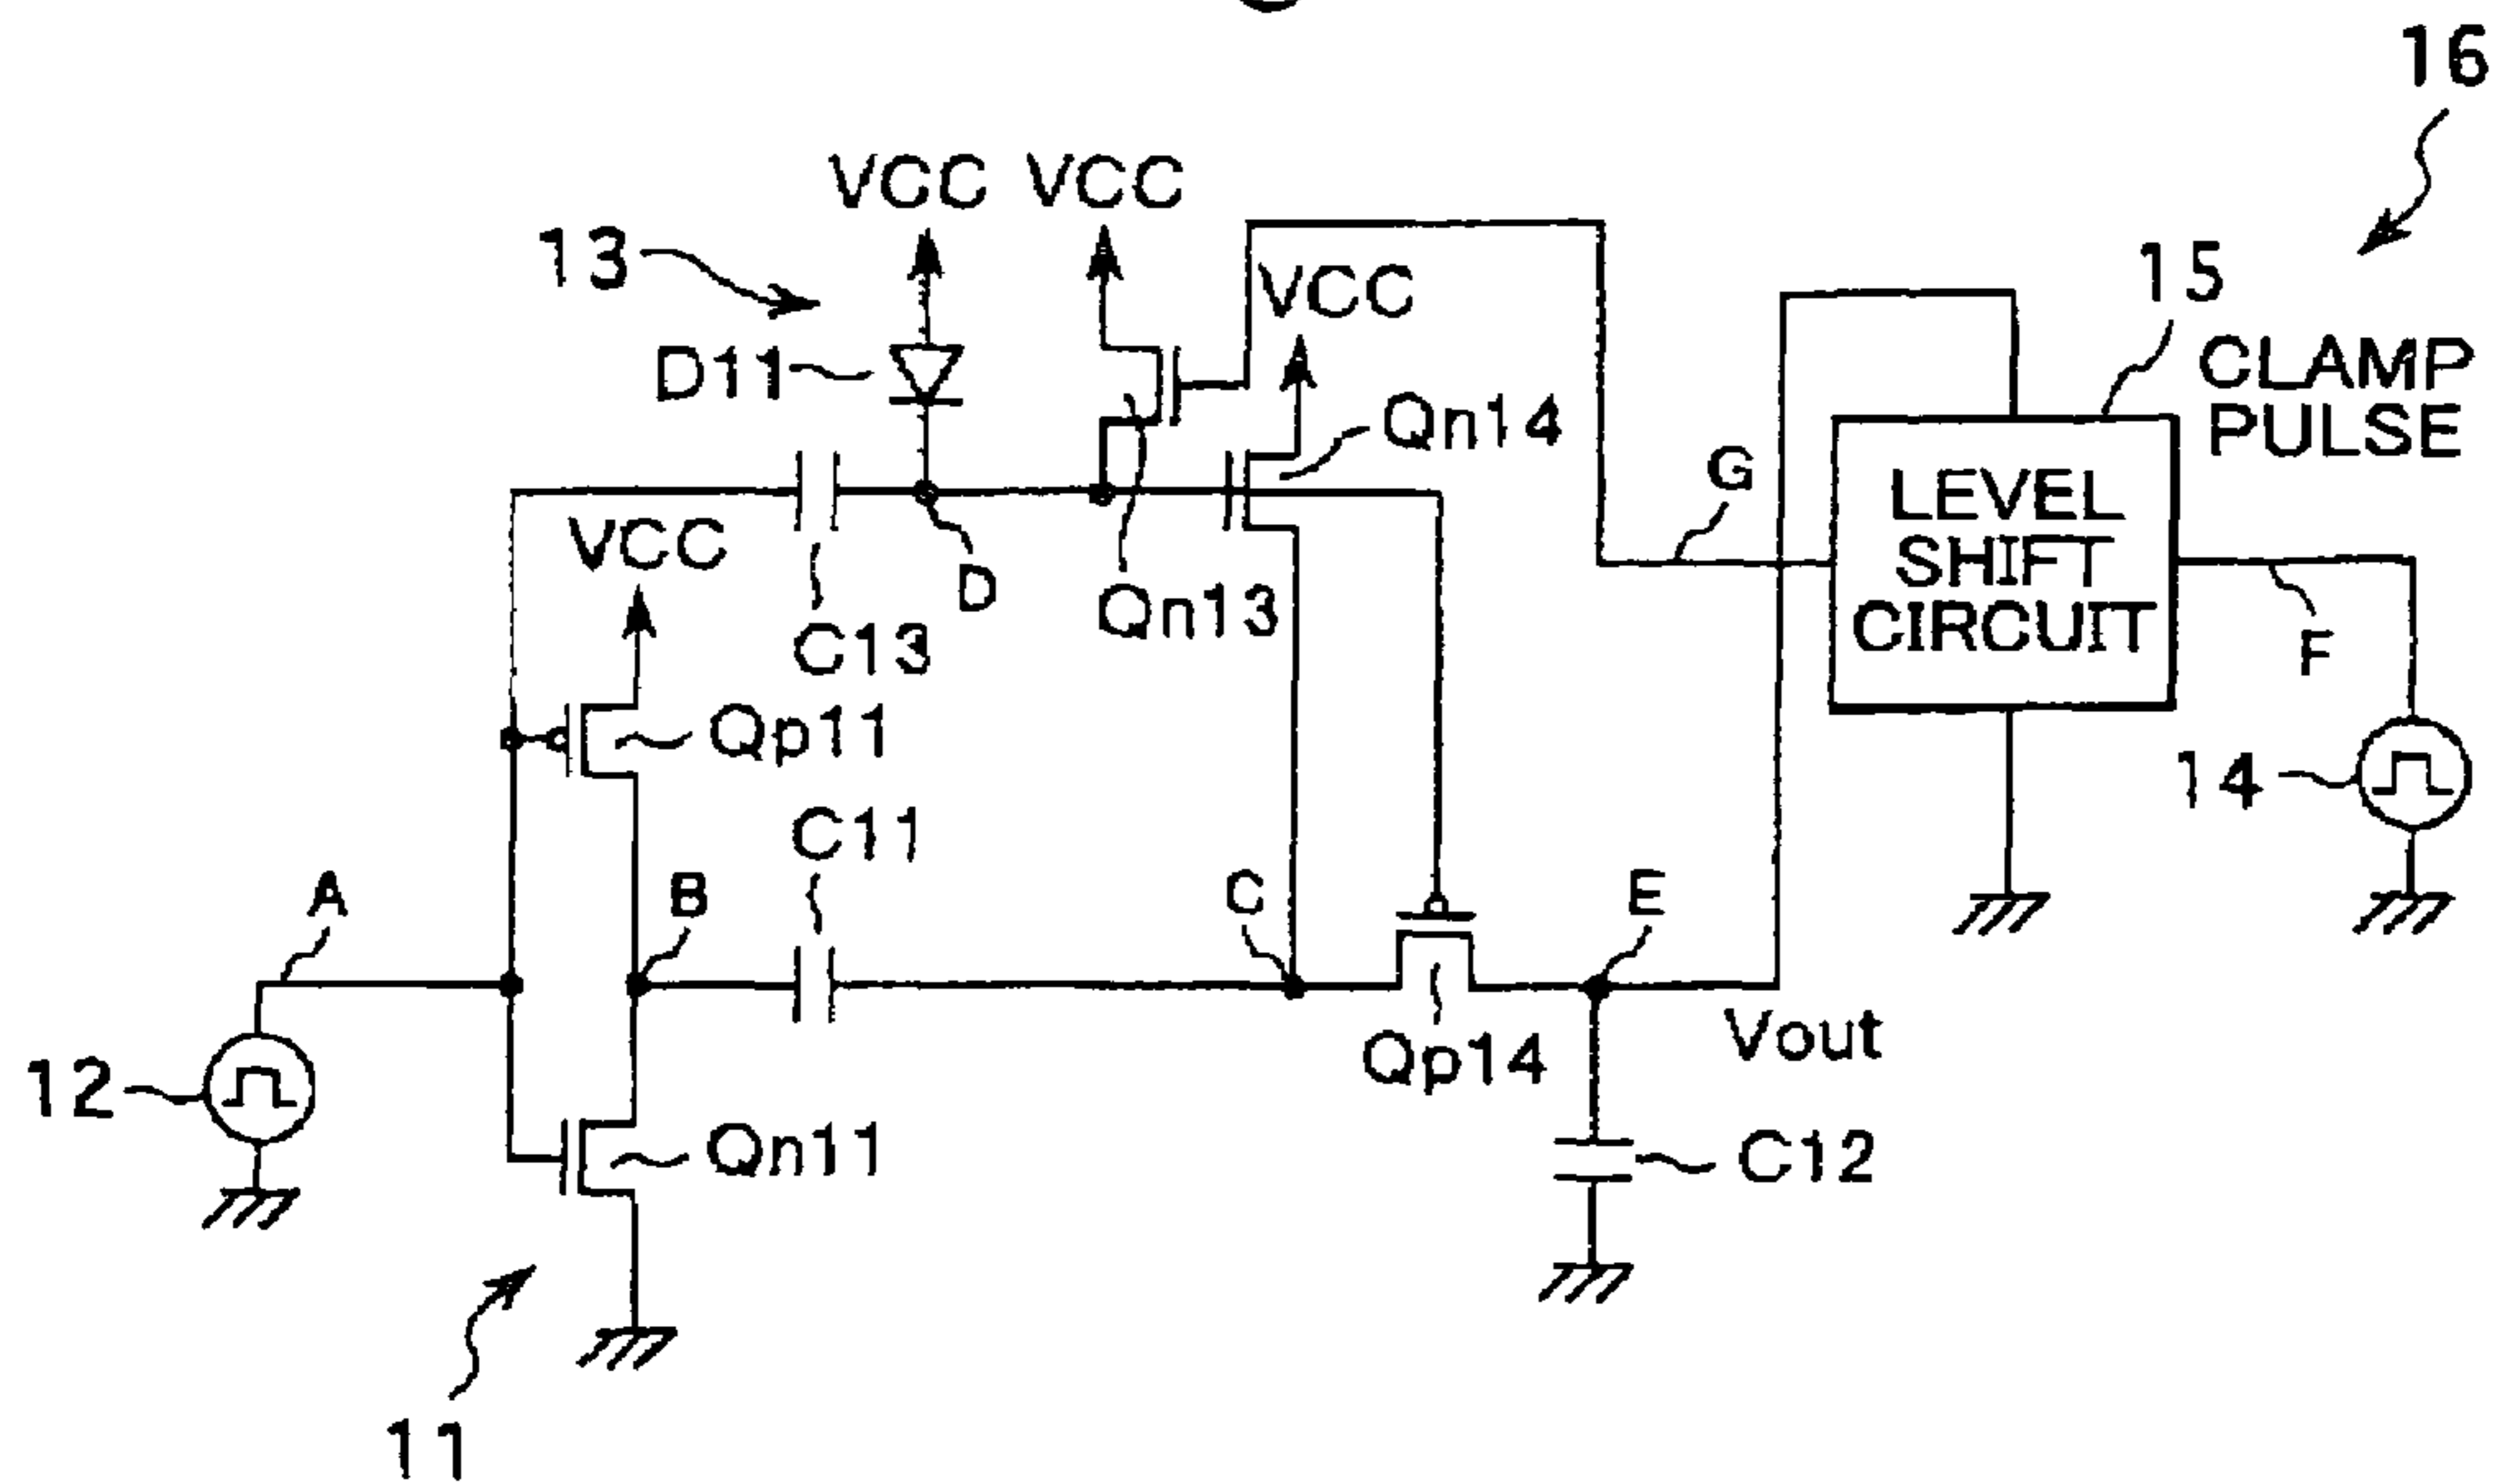 16
VCC VCC
13
VCC
15
CLAMP
PULSE
D11
Qn14
G
LEVEL
SHIFT
CIRCUIT
VCC
D
Qn13
C13
F
Qp11
14
C11
A
B
C
E
Vout
Qp14
12
Qn11
C12
11